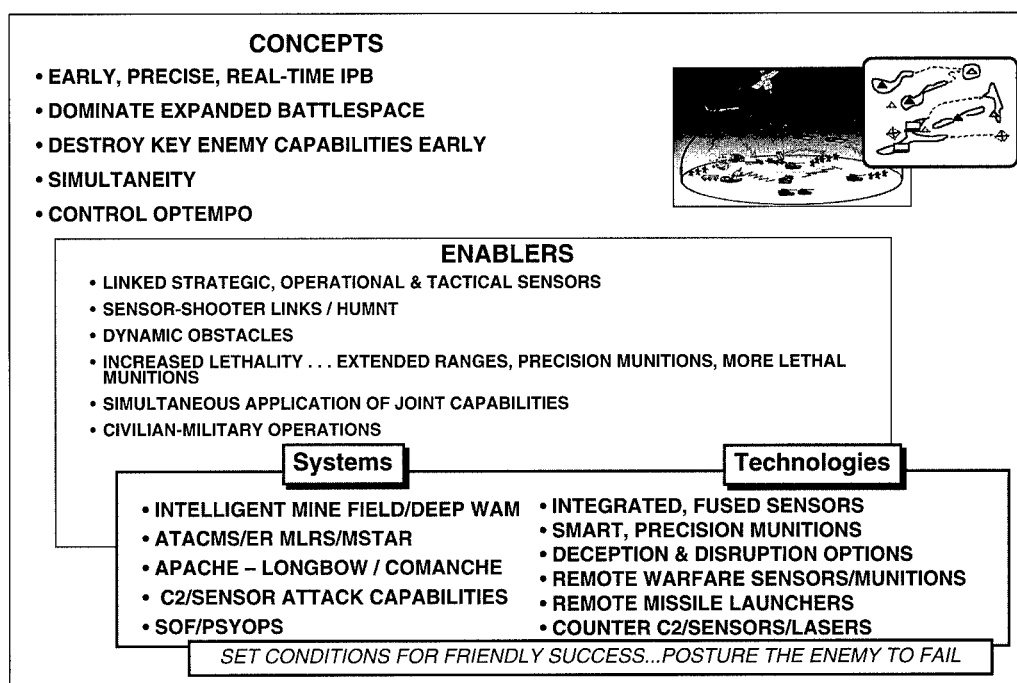 CONCEPTS
• EARLY, PRECISE, REAL-TIME IPB
• DOMINATE EXPANDED BATTLESPACE
• DESTROY KEY ENEMY CAPABILITIES EARLY
• SIMULTANEITY
• CONTROL OPTEMPO
ENABLERS
• LINKED STRATEGIC, OPERATIONAL & TACTICAL SENSORS
• SENSOR-SHOOTER LINKS / HUMNT
• DYNAMIC OBSTACLES
• INCREASED LETHALITY . . . EXTENDED RANGES, PRECISION MUNITIONS, MORE LETHAL
MUNITIONS
• SIMULTANEOUS APPLICATION OF JOINT CAPABILITIES
• CIVILIAN-MILITARY OPERATIONS
Systems
• INTELLIGENT MINE FIELD/DEEP WAM
• ATACMS/ER MLRS/MSTAR
• APACHE – LONGBOW / COMANCHE
• C2/SENSOR ATTACK CAPABILITIES
• SOF/PSYOPS
Technologies
• INTEGRATED, FUSED SENSORS
• SMART, PRECISION MUNITIONS
• DECEPTION & DISRUPTION OPTIONS
• REMOTE WARFARE SENSORS/MUNITIONS
• REMOTE MISSILE LAUNCHERS
• COUNTER C2/SENSORS/LASERS
SET CONDITIONS FOR FRIENDLY SUCCESS...POSTURE THE ENEMY TO FAIL